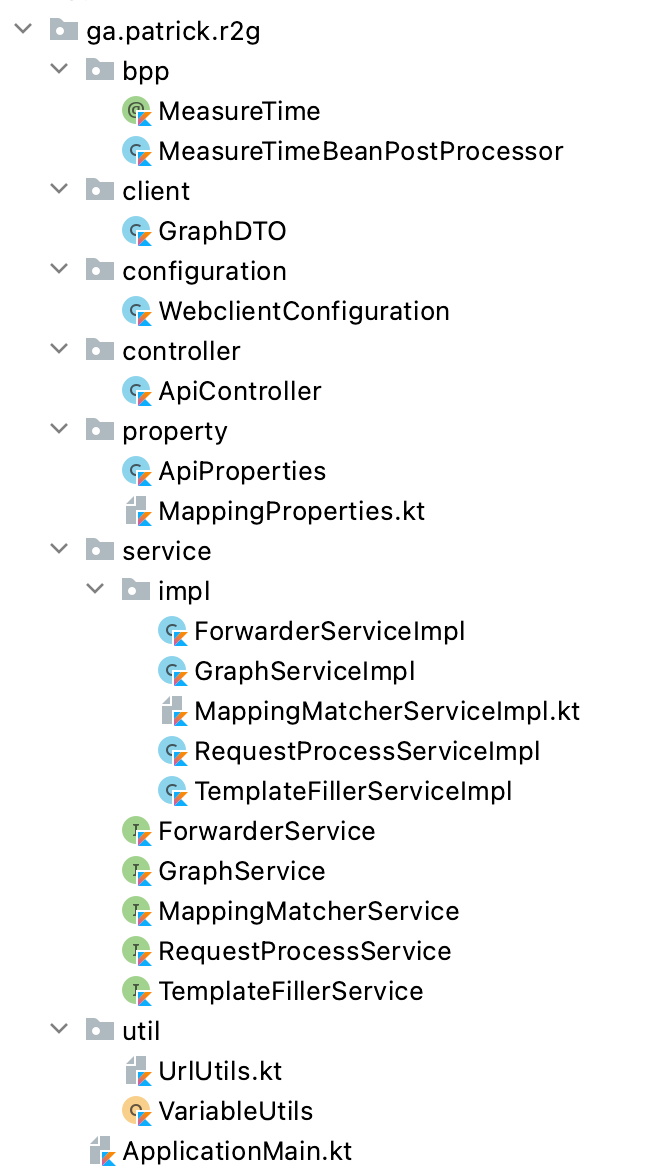 ga.patrick.r2g
bpp
MeasureTime
MeasureTimeBeanPostProcessor
client
GraphDTO
configuration
WebclientConfiguration
controller
ApiController
property
ApiProperties
MappingProperties.kt
service
impl
ForwarderServiceImpl
GraphServiceImpl
MappingMatcherServiceImpl.kt
RequestProcessServiceImpl
TemplateFillerServiceImpl
ForwarderService
GraphService
MappingMatcherService
RequestProcessService
TemplateFillerService
util
UrlUtils.kt
VariableUtils
ApplicationMain.kt